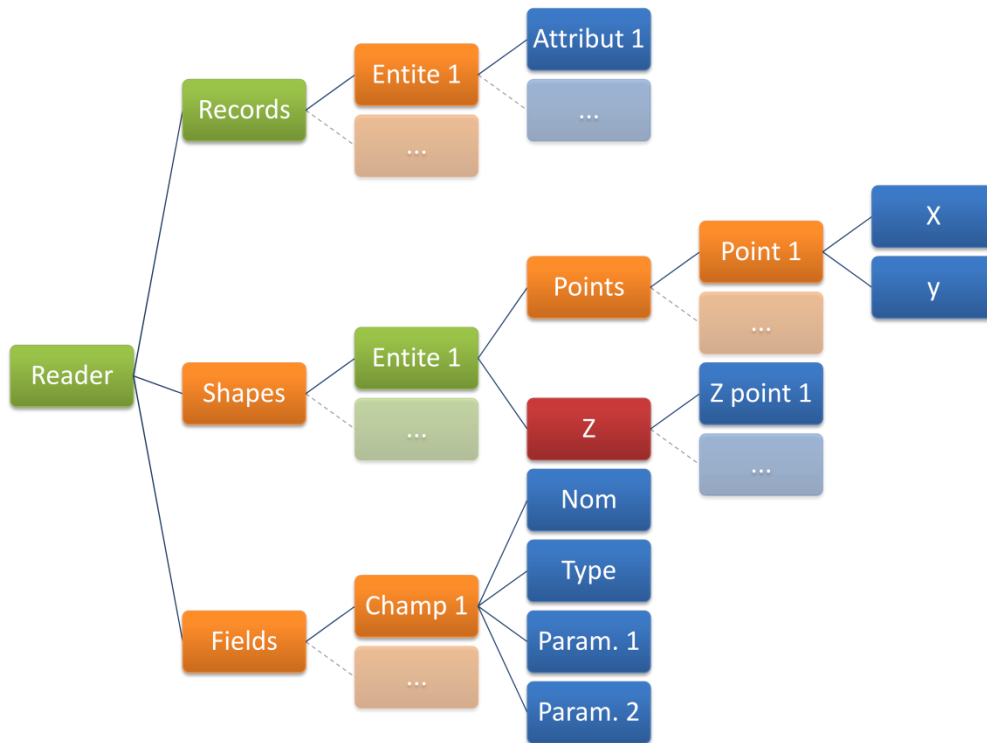 Reader
Records
Entite 1
Attribut 1
...
...
Shapes
Entite 1
Points
Point 1
X
y
...
Z
Z point 1
...
...
Fields
Champ 1
Nom
Type
Param. 1
Param. 2
...